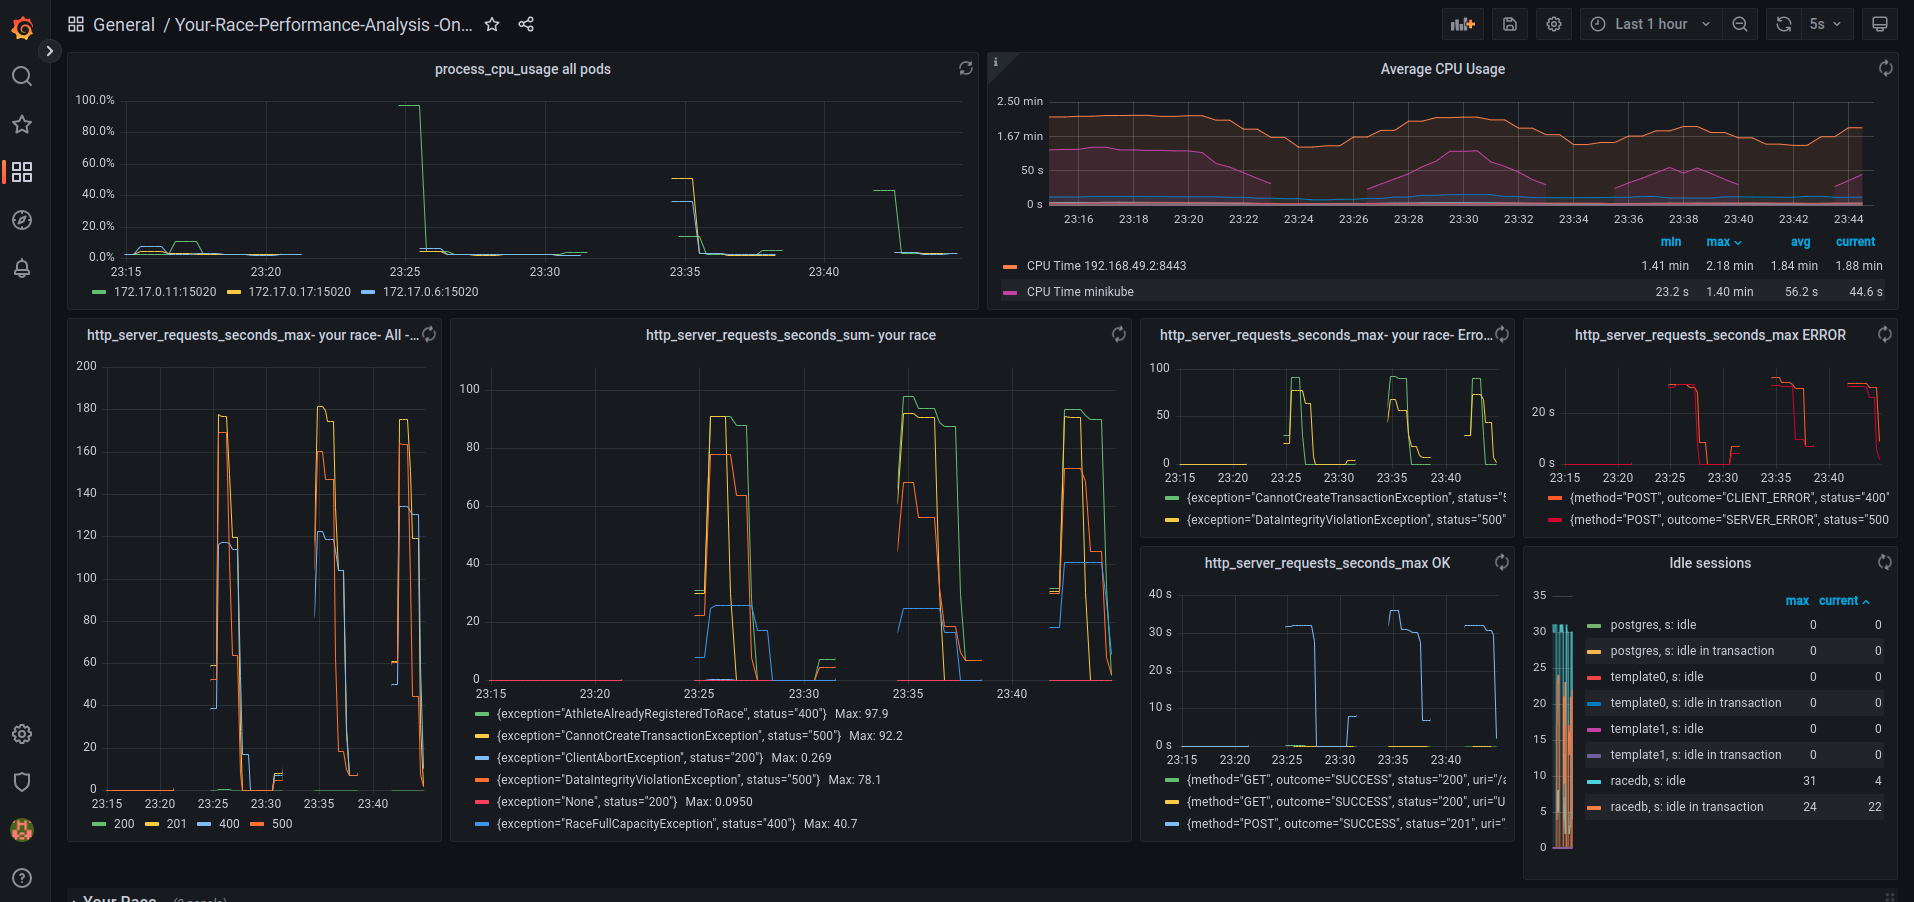 General / Your-Race-Performance-Analysis -On...
Last 1 hour
5s
process_cpu_usage all pods
100.0%
80.0%
60.0%
40.0%
20.0%
0.0%
23:15 23:20 23:25 23:30 23:35 23:40
172.17.0.11:15020 172.17.0.17:15020 172.17.0.6:15020
i
Average CPU Usage
2.50 min
1.67 min
50 s
0 s
23:16 23:18 23:20 23:22 23:24 23:26 23:28 23:30 23:32 23:34 23:36 23:38 23:40 23:42 23:44
min max avg current
CPU Time 192.168.49.2:8443 1.41 min 2.18 min 1.84 min 1.88 min
CPU Time minikube 23.2 s 1.40 min 56.2 s 44.6 s
http_server_requests_seconds_max- your race- All -...
200
180
160
140
120
100
80
60
40
20
0
23:15 23:20 23:25 23:30 23:35 23:40
200 201 400 500
http_server_requests_seconds_sum- your race
100
80
60
40
20
0
23:15 23:20 23:25 23:30 23:35 23:40
{exception="AthleteAlreadyRegisteredToRace", status="400"} Max: 97.9
{exception="CannotCreateTransactionException", status="500"} Max: 92.2
{exception="ClientAbortException", status="200"} Max: 0.269
{exception="DataIntegrityViolationException", status="500"} Max: 78.1
{exception="None", status="200"} Max: 0.0950
{exception="RaceFullCapacityException", status="400"} Max: 40.7
http_server_requests_seconds_max- your race- Erro...
100
50
0
23:15 23:20 23:25 23:30 23:35 23:40
{exception="CannotCreateTransactionException", status="5
{exception="DataIntegrityViolationException", status="500"
http_server_requests_seconds_max ERROR
20 s
0 s
23:15 23:20 23:25 23:30 23:35 23:40
{method="POST", outcome="CLIENT_ERROR", status="400"
{method="POST", outcome="SERVER_ERROR", status="500
http_server_requests_seconds_max OK
40 s
30 s
20 s
10 s
0 s
23:15 23:20 23:25 23:30 23:35 23:40
{method="GET", outcome="SUCCESS", status="200", uri="/a
{method="GET", outcome="SUCCESS", status="200", uri="U
{method="POST", outcome="SUCCESS", status="201", uri="
Idle sessions
35
30
25
20
15
10
5
0
max current
postgres, s: idle 0 0
postgres, s: idle in transaction 0 0
template0, s: idle 0 0
template0, s: idle in transaction 0 0
template1, s: idle 0 0
template1, s: idle in transaction 0 0
racedb, s: idle 31 4
racedb, s: idle in transaction 24 22
Your Race